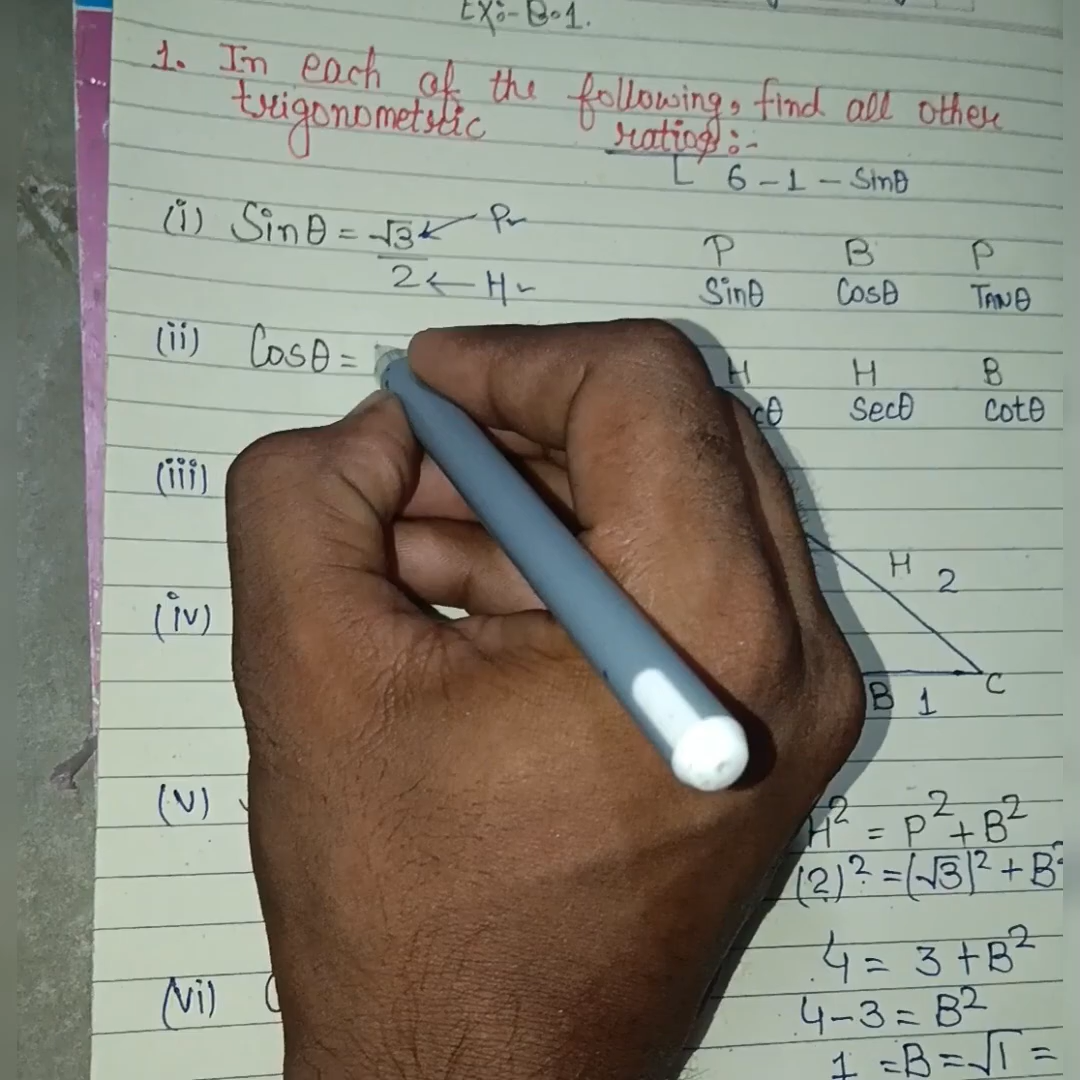 Ex:- B.1.
1. In each of the following, find all other
trigonometric ratios:-
[ 6 - 1 - Sinθ
(i) Sinθ = √3 ← P
2 ← H
P B P
Sinθ Cosθ TANθ
(ii) Cosθ =
H H B
cθ Secθ Cotθ
(iii)
H 2
(iv)
B 1 C
(v)
H² = P² + B²
(2)² = (√3)² + B²
4 = 3 + B²
(vi)
4-3 = B²
1 = B = √1 =